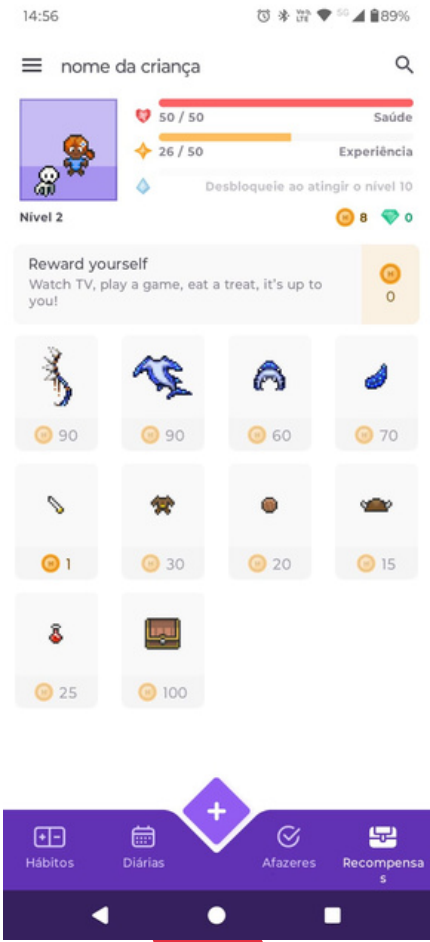 14:56
5G
89%
nome da criança
50 / 50
Saúde
26 / 50
Experiência
Desbloqueie ao atingir o nível 10
Nível 2
8
0
Reward yourself
Watch TV, play a game, eat a treat, it's up to
you!
0
90
90
60
70
1
30
20
15
25
100
Hábitos
Diárias
Afazeres
Recompensa
s